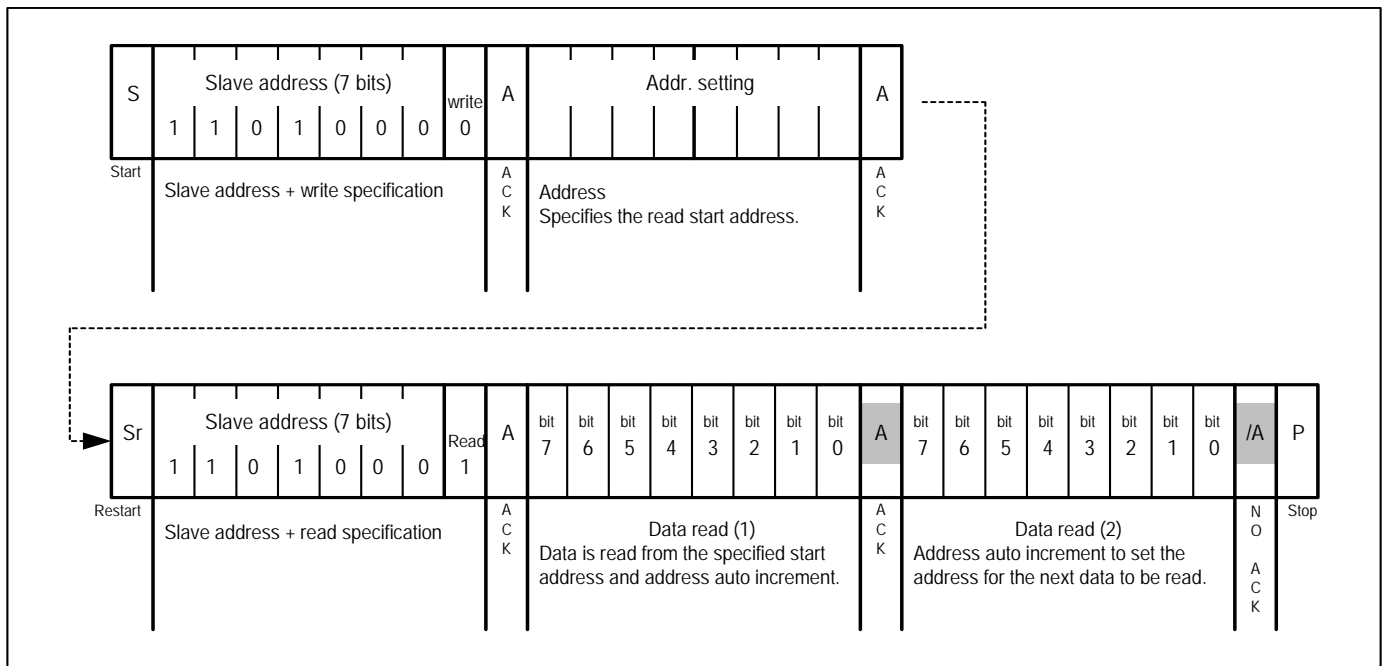 S Slave address (7 bits) write A Addr. setting A
1 1 0 1 0 0 0 0
Start
Slave address + write specification
A C K
Address
Specifies the read start address.
A C K
Sr Slave address (7 bits) Read A bit 7 bit 6 bit 5 bit 4 bit 3 bit 2 bit 1 bit 0 A bit 7 bit 6 bit 5 bit 4 bit 3 bit 2 bit 1 bit 0 /A P
1 1 0 1 0 0 0 1
Restart
Slave address + read specification
A C K
Data read (1)
Data is read from the specified start
address and address auto increment.
A C K
Data read (2)
Address auto increment to set the
address for the next data to be read.
N O A C K
Stop